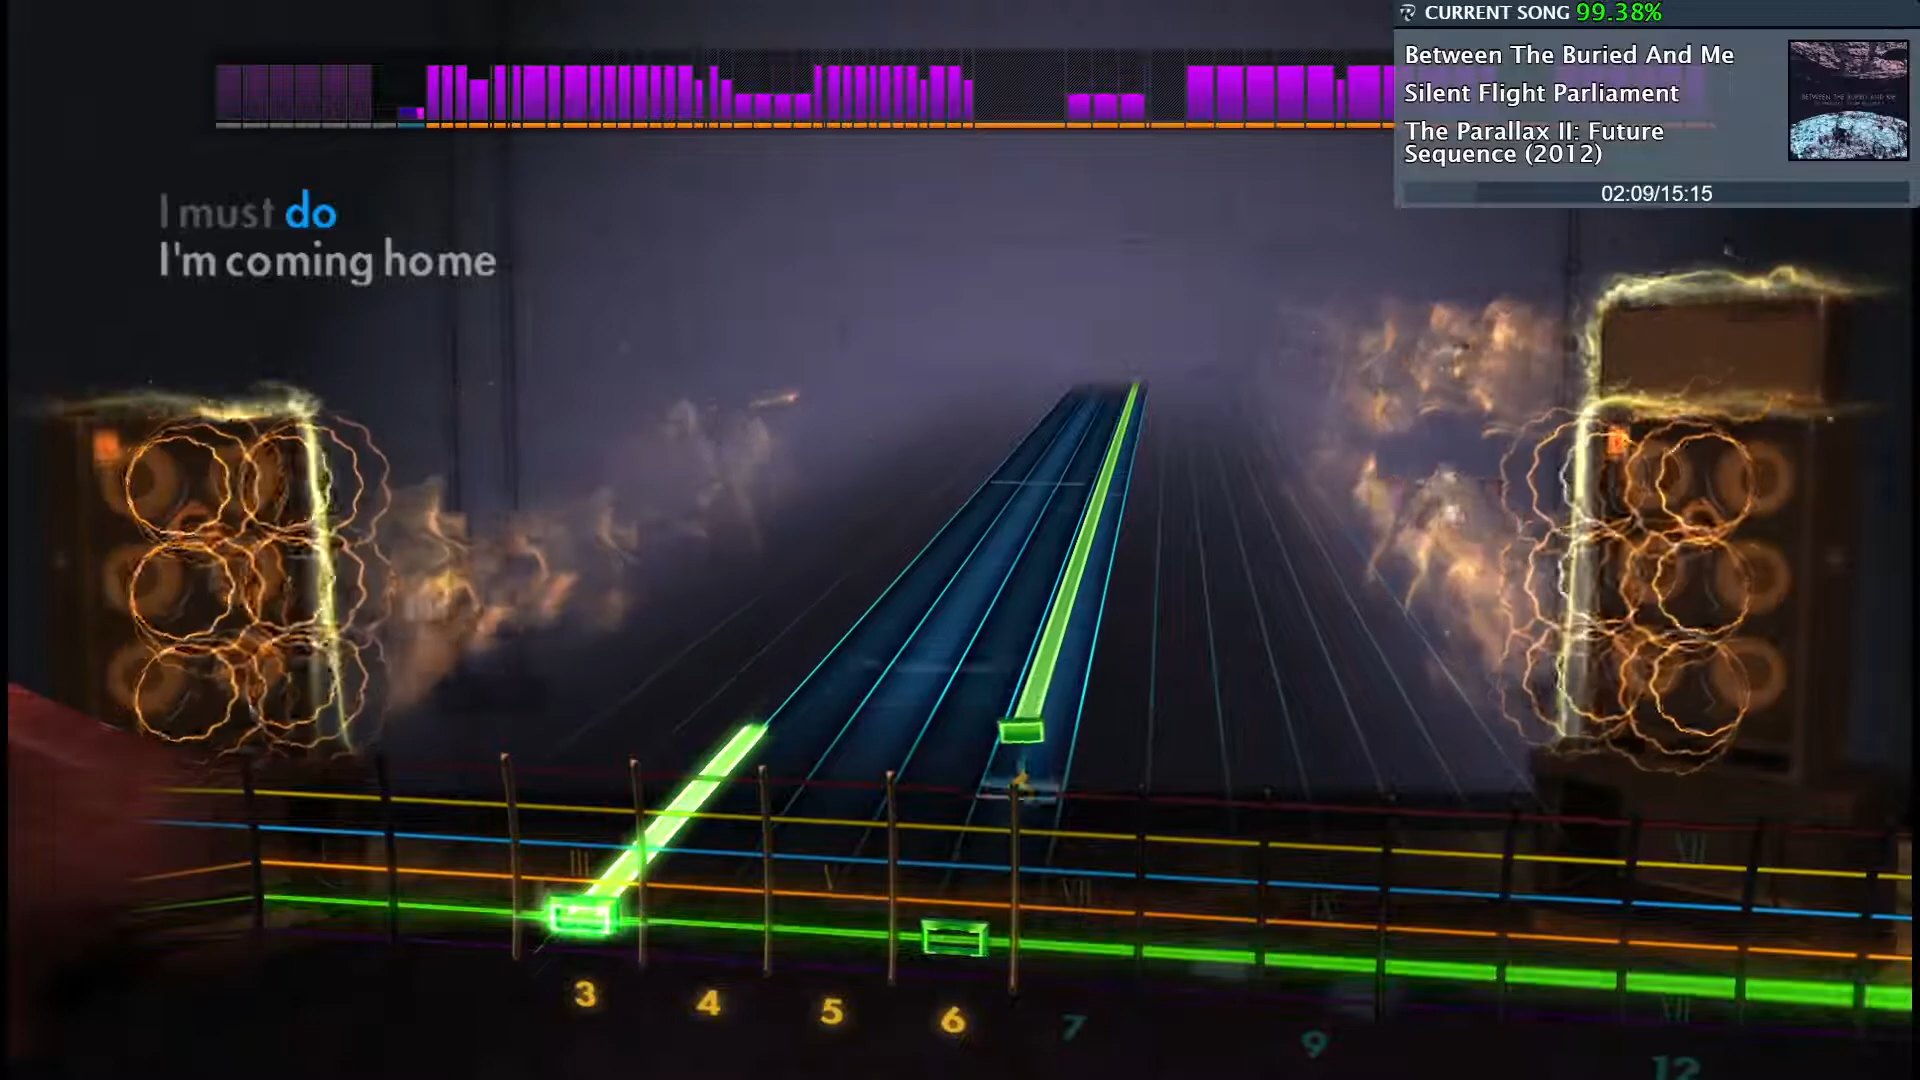 CURRENT SONG 99.38%
Between The Buried And Me
Silent Flight Parliament
The Parallax II: Future
Sequence (2012)
02:09/15:15
I must do
I'm coming home
3 4 5 6 7 9 12